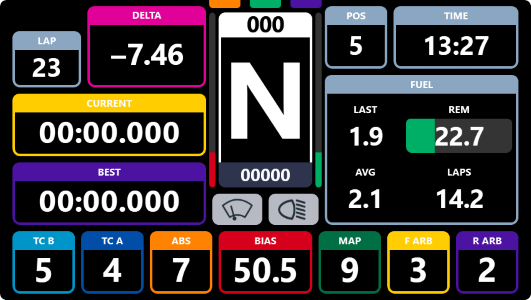 LAP
23
DELTA
–7.46
000
N
00000
POS
5
TIME
13:27
CURRENT
00:00.000
BEST
00:00.000
FUEL
LAST REM
1.9 22.7
AVG LAPS
2.1 14.2
TC B TC A ABS BIAS MAP F ARB R ARB
5 4 7 50.5 9 3 2